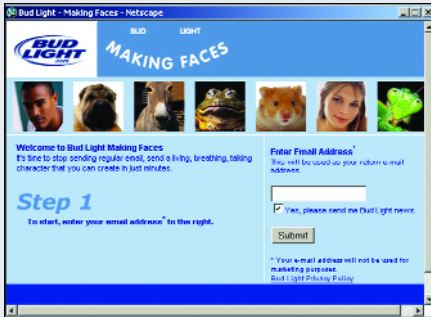 Bud Light - Making Faces - Netscape
BUD LIGHT
BUD
LIGHT
.com
MAKING FACES
Welcome to Bud Light Making Faces
It's time to stop sending regular email, send a living, breathing, talking
character that you can create in just minutes.
Step 1
To start, enter your email address^ to the right.
Enter Email Address^
This will be used as your return e-mail
address.
Yes, please send me Bud Light news.
Submit
^ Your e-mail address will not be used for
marketing purposes.
Bud Light Privacy Policy